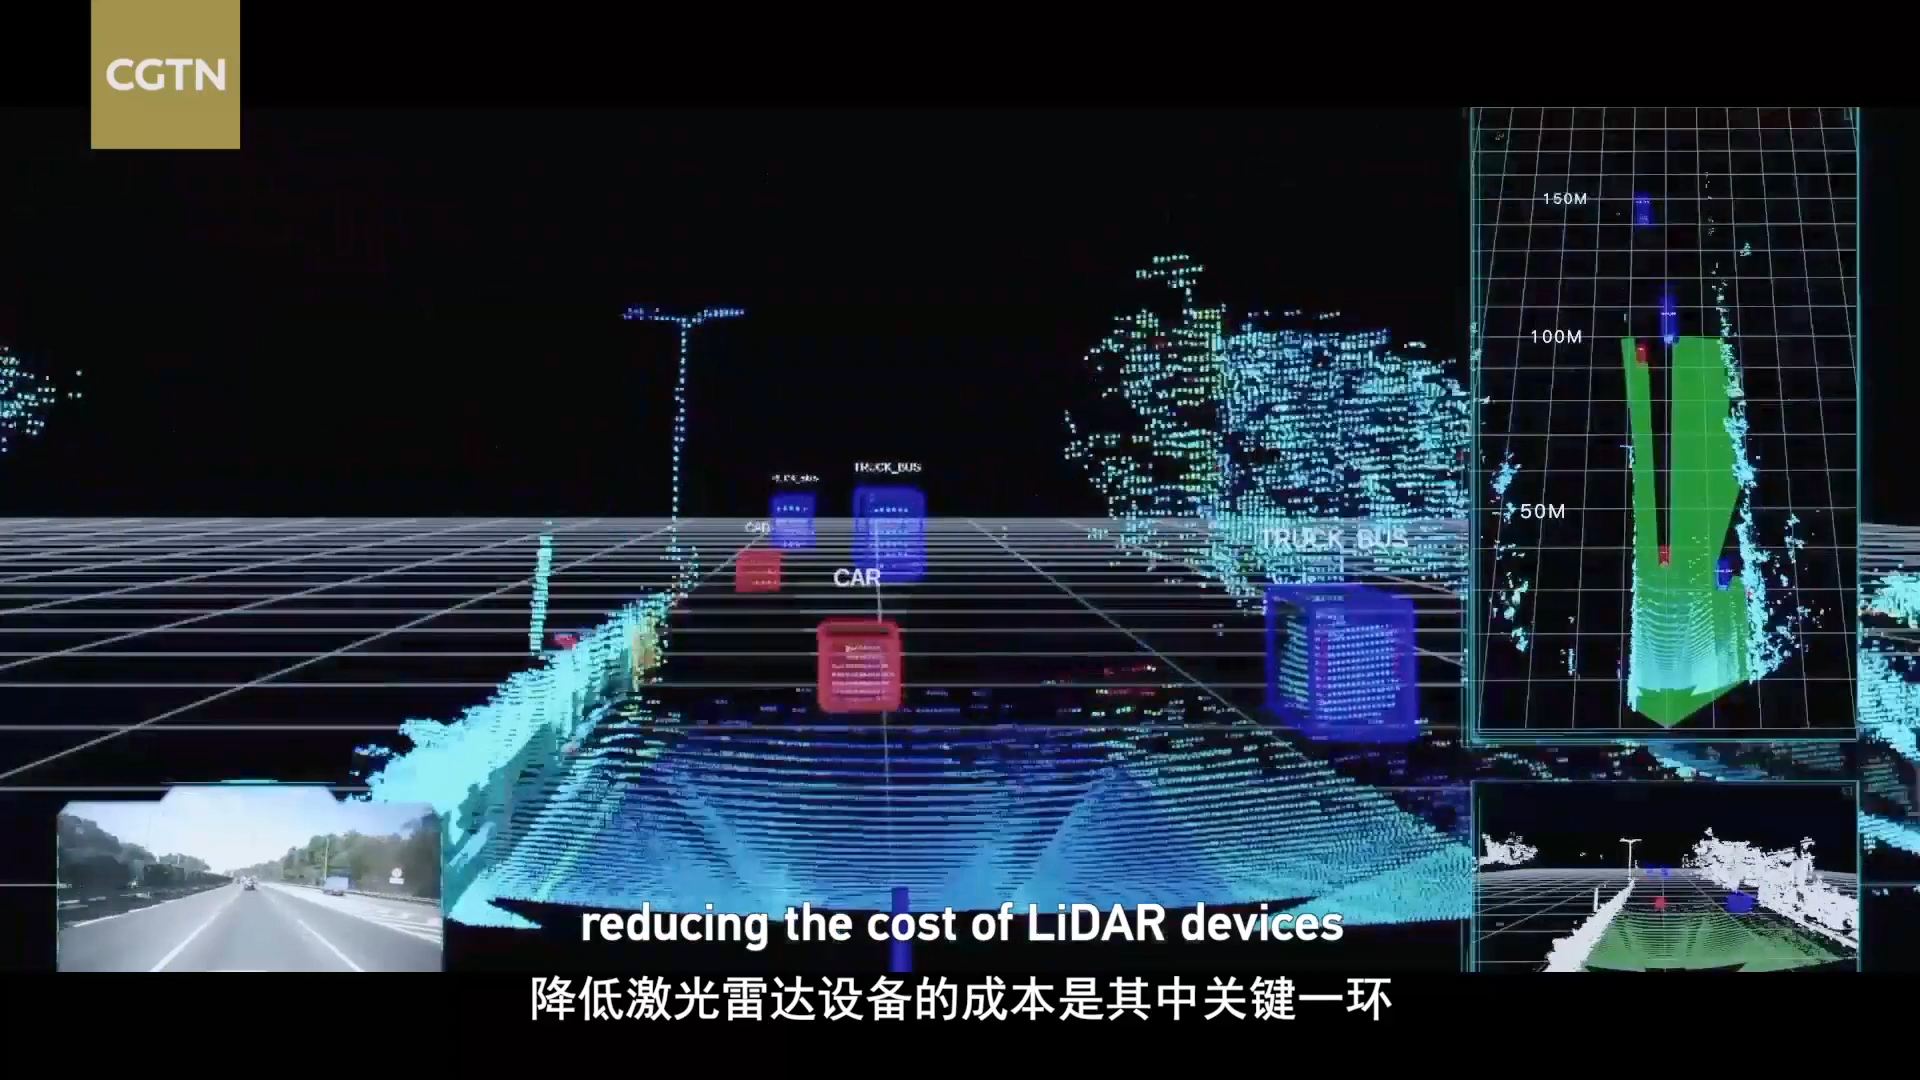 CGTN
150M
100M
50M
TRUCK_BUS
CAR
CAR
TRUCK_BUS
reducing the cost of LiDAR devices
降低激光雷达设备的成本是其中关键一环